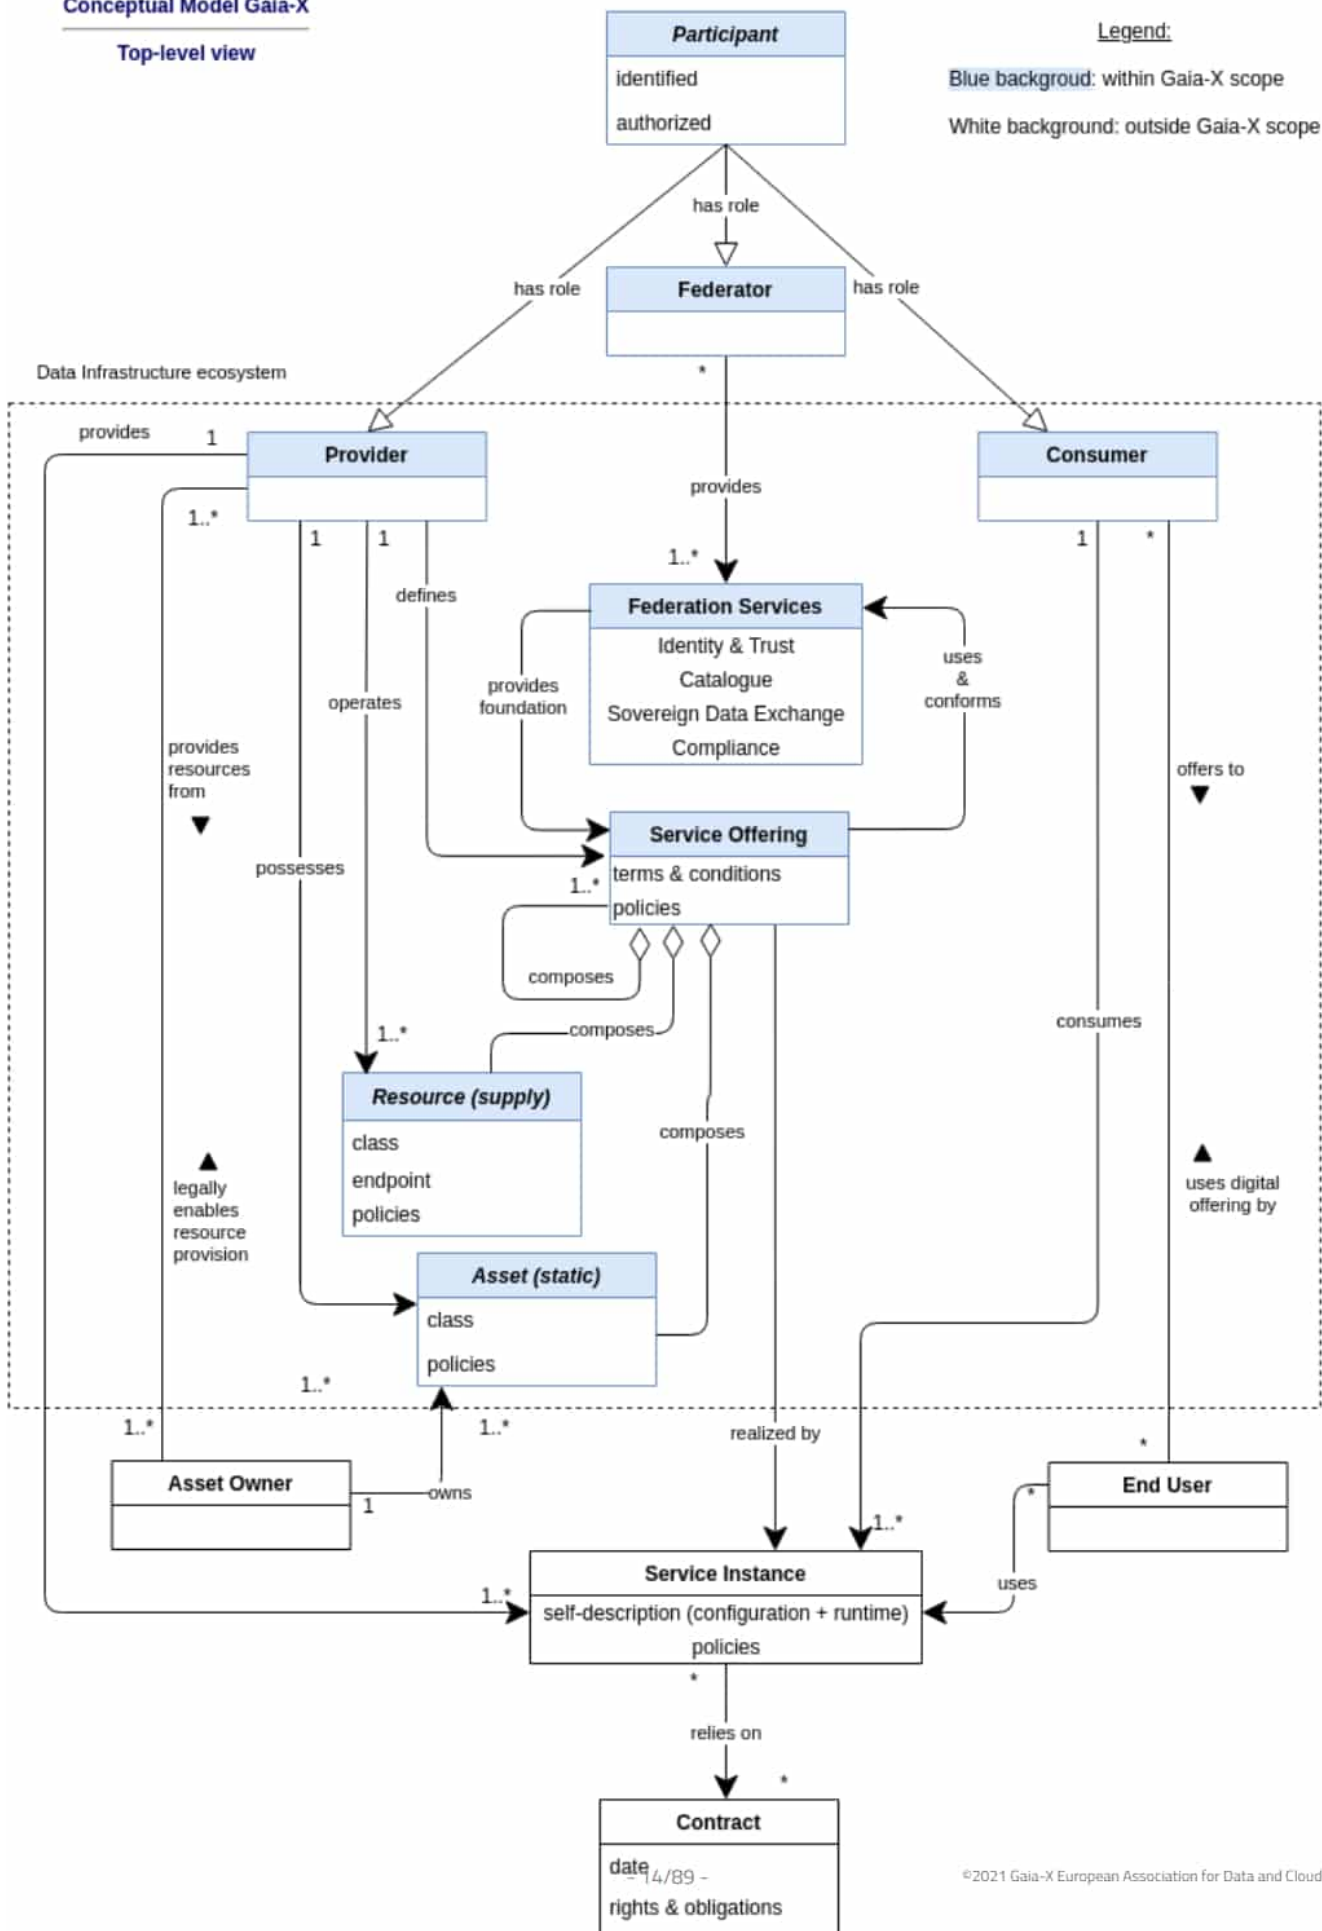 Conceptual Model Gaia-X
Top-level view
Participant
identified
authorized
Legend:
Blue backgroud: within Gaia-X scope
White background: outside Gaia-X scope
has role
has role
has role
Federator
*
Data Infrastructure ecosystem
provides
1
Provider
Consumer
1..*
1
1
defines
provides
1..*
1
*
Federation Services
Identity & Trust
Catalogue
Sovereign Data Exchange
Compliance
provides
foundation
uses
&
conforms
operates
provides
resources
from
offers to
possesses
Service Offering
terms & conditions
policies
1..*
composes
composes
consumes
1..*
Resource (supply)
class
endpoint
policies
composes
legally
enables
resource
provision
uses digital
offering by
Asset (static)
class
policies
1..*
1..*
1..*
realized by
*
Asset Owner
1
owns
End User
*
1..*
uses
Service Instance
self-description (configuration + runtime)
policies
1..*
*
relies on
*
Contract
date
- 14/89 -
©2021 Gaia-X European Association for Data and Cloud
rights & obligations